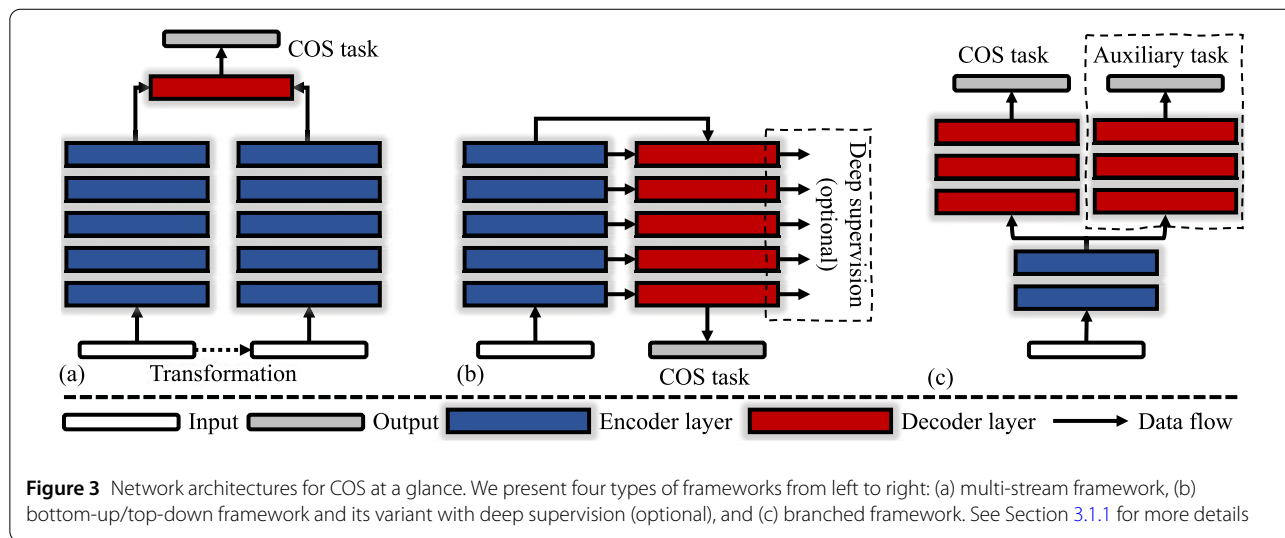 COS task
COS task
Auxiliary task
Deep supervision
(optional)
(a)
Transformation
(b)
COS task
(c)
Input
Output
Encoder layer
Decoder layer
Data flow
Figure 3 Network architectures for COS at a glance. We present four types of frameworks from left to right: (a) multi-stream framework, (b)
bottom-up/top-down framework and its variant with deep supervision (optional), and (c) branched framework. See Section 3.1.1 for more details